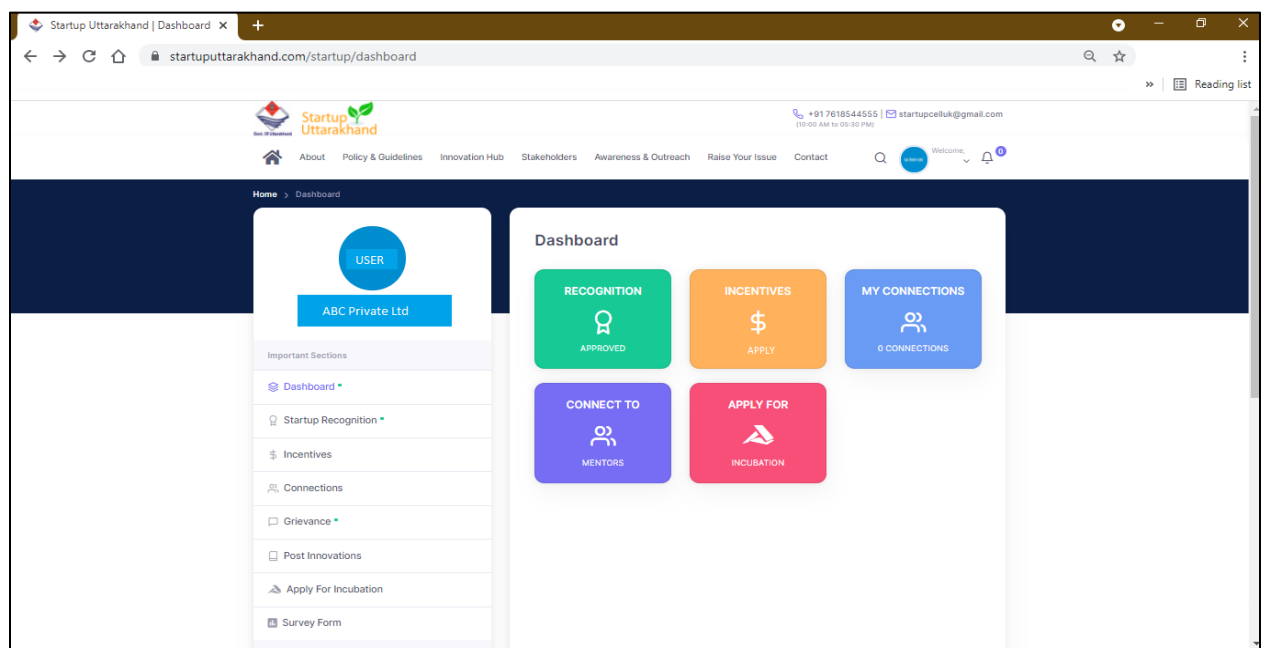 Startup Uttarakhand | Dashboard
startuputtarakhand.com/startup/dashboard
» Reading list
Startup
Uttarakhand
+91 7618544555 | startupcelluk@gmail.com
(10:00 AM to 05:30 PM)
About Policy & Guidelines Innovation Hub Stakeholders Awareness & Outreach Raise Your Issue Contact Welcome, 0
Home > Dashboard
USER
ABC Private Ltd
Important Sections
Dashboard
Startup Recognition
$ Incentives
Connections
Grievance
Post Innovations
Apply For Incubation
Survey Form
Dashboard
RECOGNITION
APPROVED
INCENTIVES
$
APPLY
MY CONNECTIONS
0 CONNECTIONS
CONNECT TO
MENTORS
APPLY FOR
INCUBATION